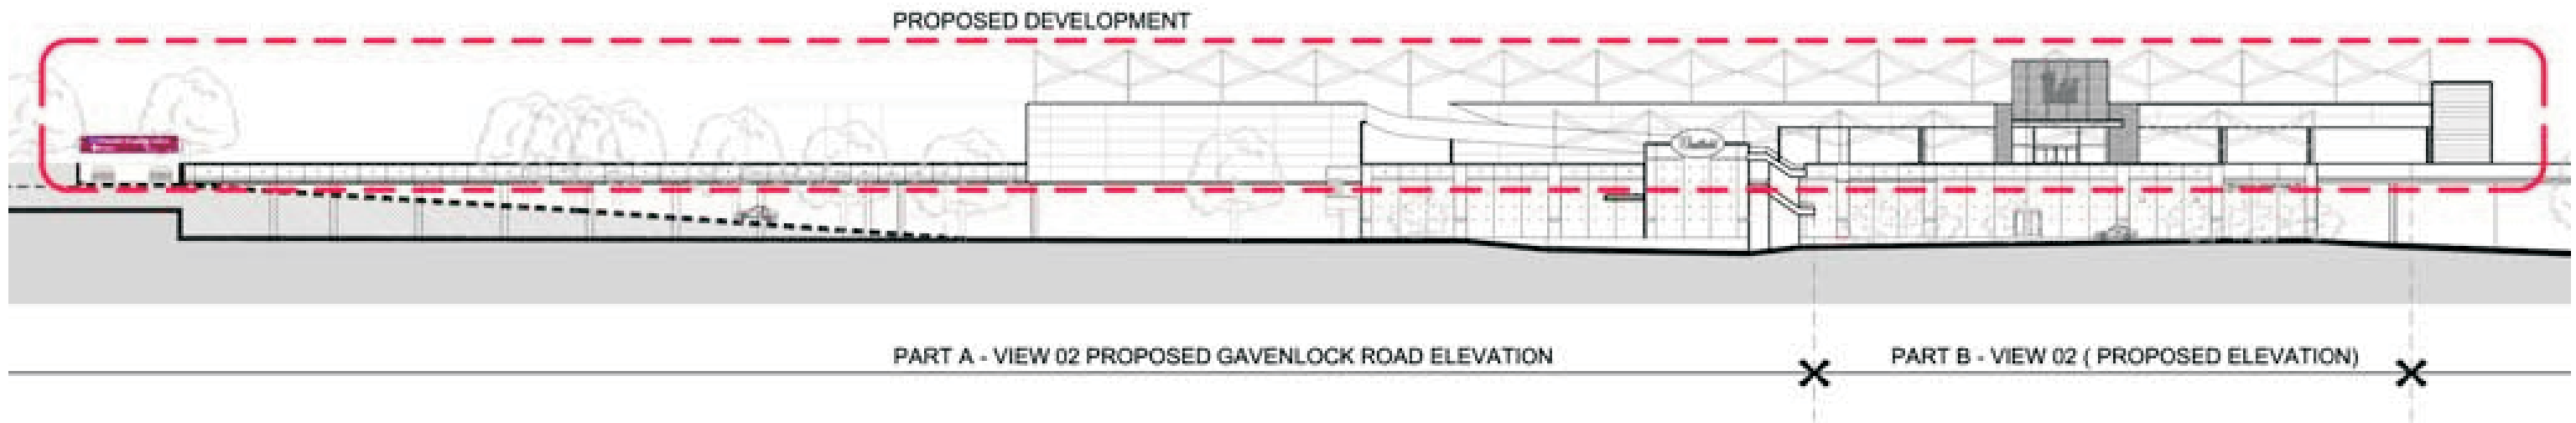 PROPOSED DEVELOPMENT
PART A - VIEW 02 PROPOSED GAVENLOCK ROAD ELEVATION
PART B - VIEW 02 ( PROPOSED ELEVATION)